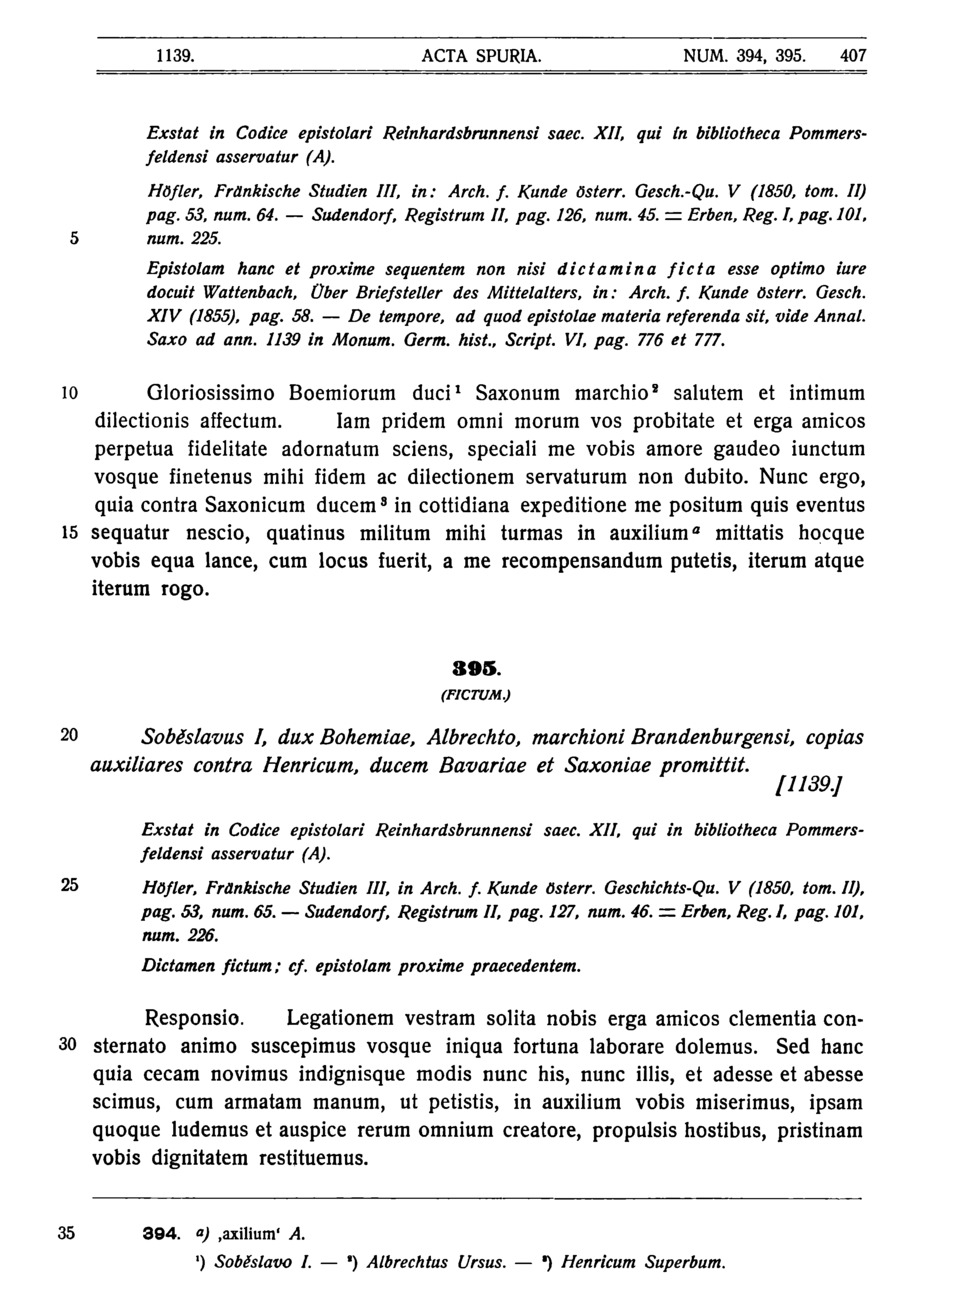 1139. ACTA SPURIA. NUM. 394, 395. 407
Exstat in Codice epistolari Reinhardsbrunnensi saec. XII, qui in bibliotheca Pommers-
feldensi asservatur (A).
Höfler, Fränkische Studien III, in: Arch. f. Kunde österr. Gesch.-Qu. V (1850, tom. II)
pag. 53, num. 64. — Sudendorf, Registrum II, pag. 126, num. 45. = Erben, Reg. I, pag. 101,
5 num. 225.
Epistolam hanc et proxime sequentem non nisi dictamina ficta esse optimo iure
docuit Wattenbach, Über Briefsteller des Mittelalters, in: Arch. f. Kunde österr. Gesch.
XIV (1855), pag. 58. — De tempore, ad quod epistolae materia referenda sit, vide Annal.
Saxo ad ann. 1139 in Monum. Germ. hist., Script. VI, pag. 776 et 777.
10 Gloriosissimo Boemiorum duci¹ Saxonum marchio² salutem et intimum
dilectionis affectum. Iam pridem omni morum vos probitate et erga amicos
perpetua fidelitate adornatum sciens, speciali me vobis amore gaudeo iunctum
vosque finetenus mihi fidem ac dilectionem servaturum non dubito. Nunc ergo,
quia contra Saxonicum ducem³ in cottidiana expeditione me positum quis eventus
15 sequatur nescio, quatinus militum mihi turmas in auxiliumᵃ mittatis hocque
vobis equa lance, cum locus fuerit, a me recompensandum putetis, iterum atque
iterum rogo.
395.
(FICTUM.)
20 Soběslavus I, dux Bohemiae, Albrechto, marchioni Brandenburgensi, copias
auxiliares contra Henricum, ducem Bavariae et Saxoniae promittit.
[1139.]
Exstat in Codice epistolari Reinhardsbrunnensi saec. XII, qui in bibliotheca Pommers-
feldensi asservatur (A).
25 Höfler, Fränkische Studien III, in Arch. f. Kunde österr. Geschichts-Qu. V (1850, tom. II),
pag. 53, num. 65. — Sudendorf, Registrum II, pag. 127, num. 46. = Erben, Reg. I, pag. 101,
num. 226.
Dictamen fictum; cf. epistolam proxime praecedentem.
Responsio. Legationem vestram solita nobis erga amicos clementia con-
30 sternato animo suscepimus vosque iniqua fortuna laborare dolemus. Sed hanc
quia cecam novimus indignisque modis nunc his, nunc illis, et adesse et abesse
scimus, cum armatam manum, ut petistis, in auxilium vobis miserimus, ipsam
quoque ludemus et auspice rerum omnium creatore, propulsis hostibus, pristinam
vobis dignitatem restituemus.
35 394. a) ‚axilium‘ A.
¹) Soběslavo I. — ²) Albrechtus Ursus. — ³) Henricum Superbum.